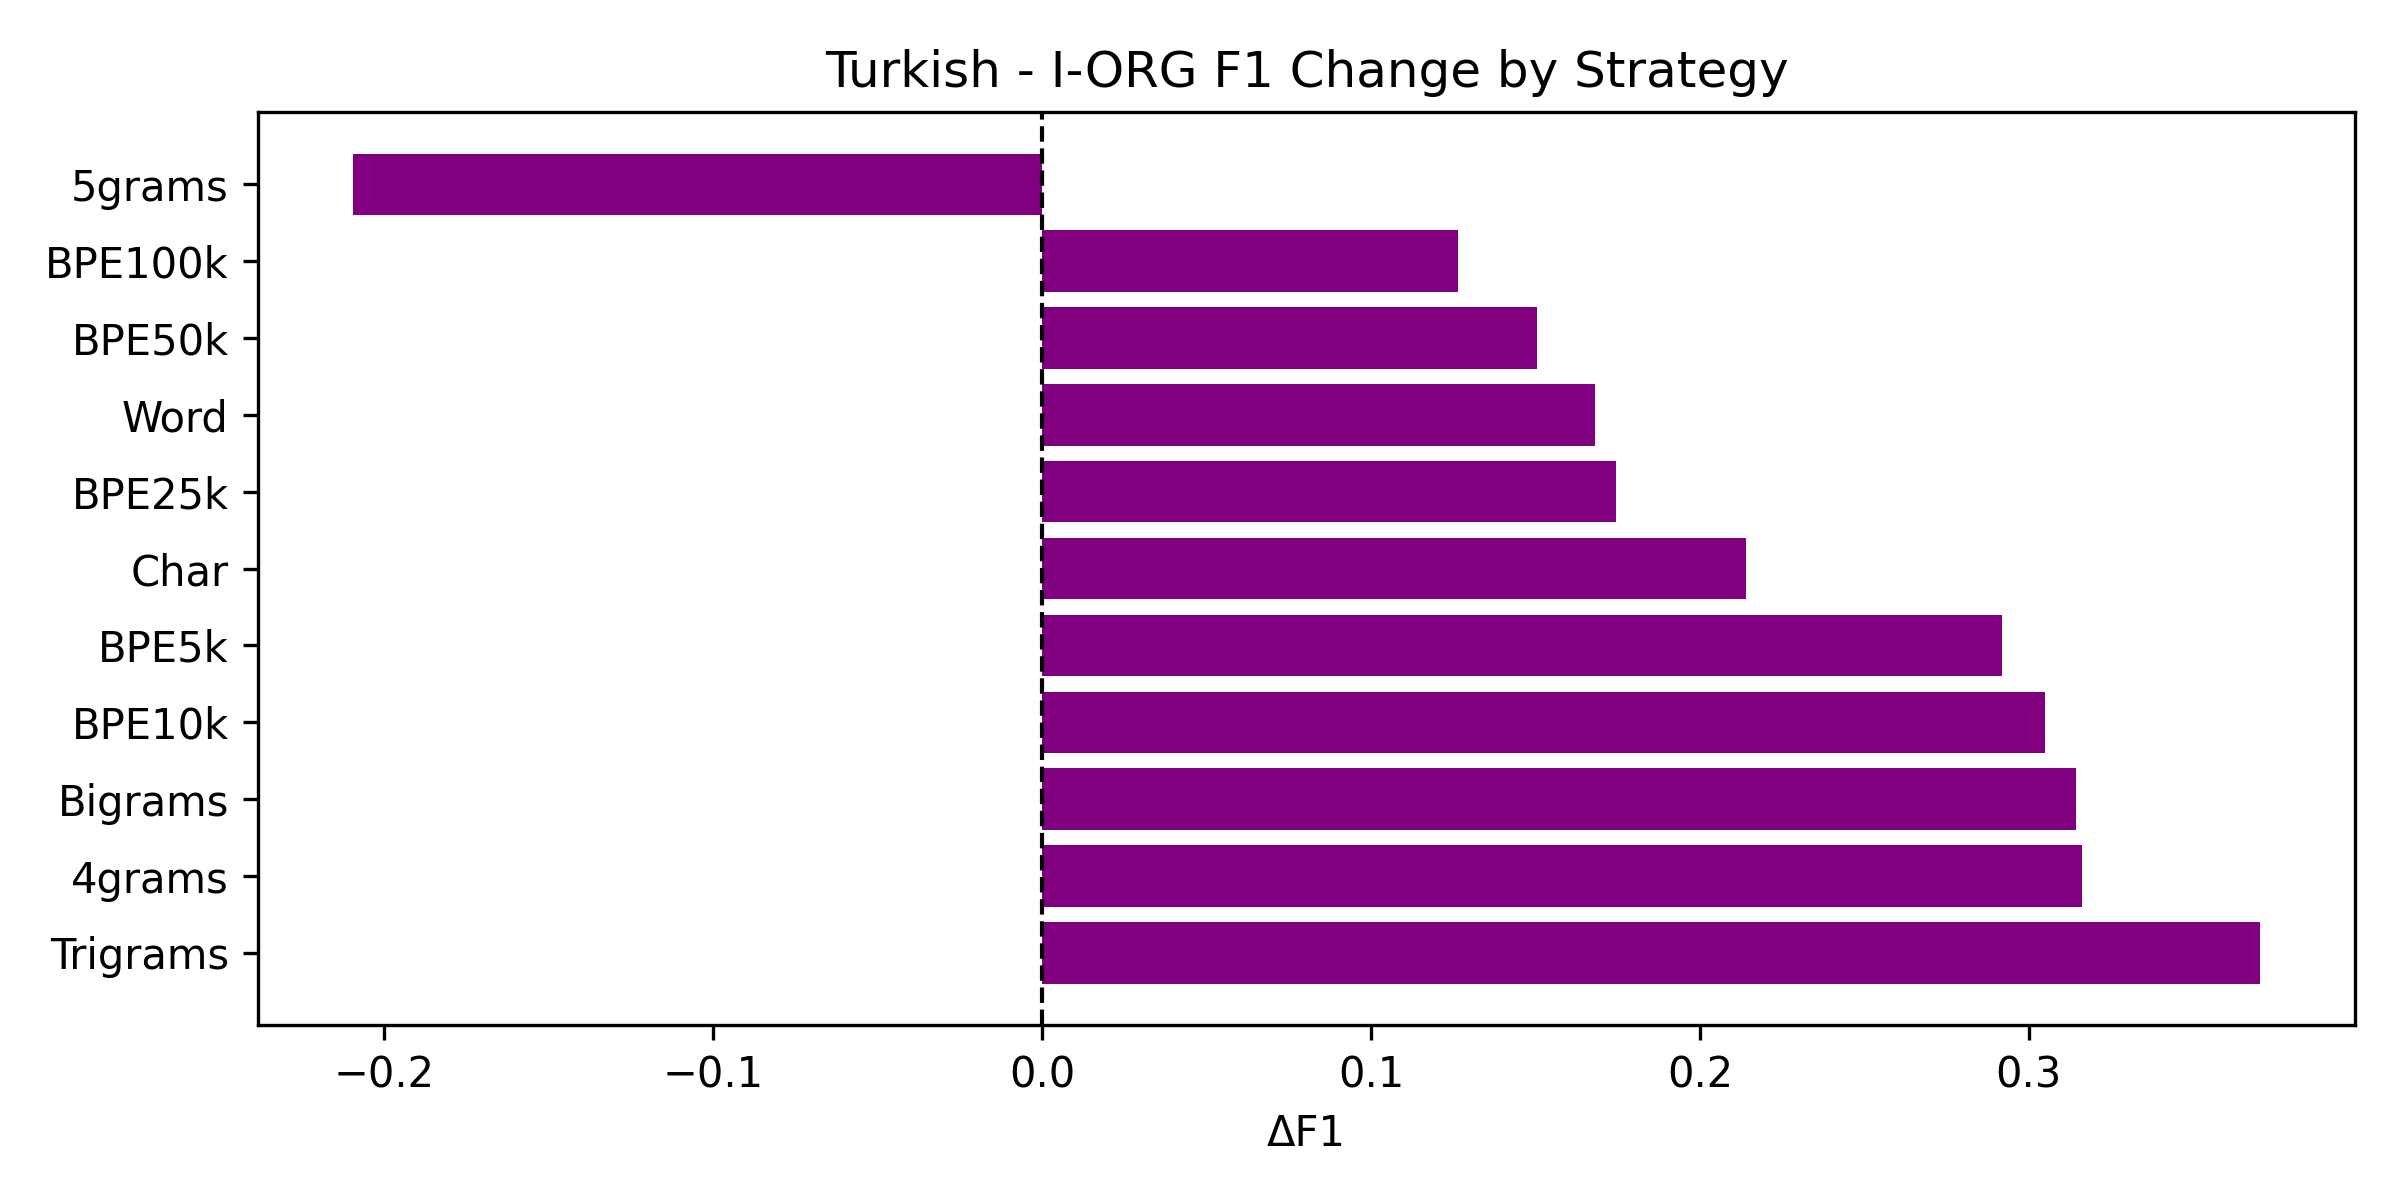 Turkish - I-ORG F1 Change by Strategy
5grams
BPE100k
BPE50k
Word
BPE25k
Char
BPE5k
BPE10k
Bigrams
4grams
Trigrams
−0.2 −0.1 0.0 0.1 0.2 0.3
ΔF1